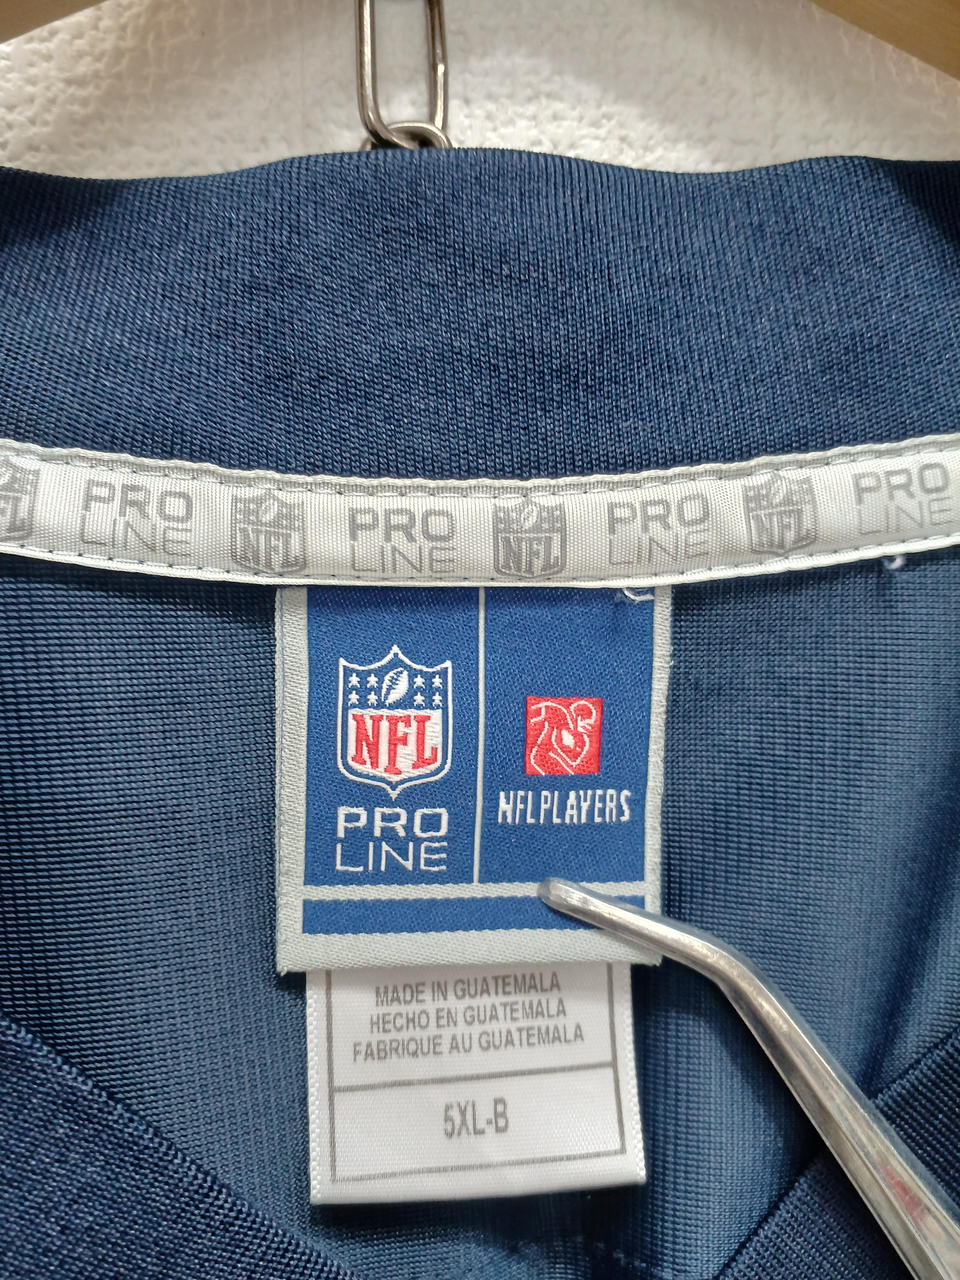 PRO LINE NFL PRO LINE NFL PRO LINE NFL PRO LINE
NFL
PRO
LINE
NFLPLAYERS
MADE IN GUATEMALA
HECHO EN GUATEMALA
FABRIQUE AU GUATEMALA
5XL-B